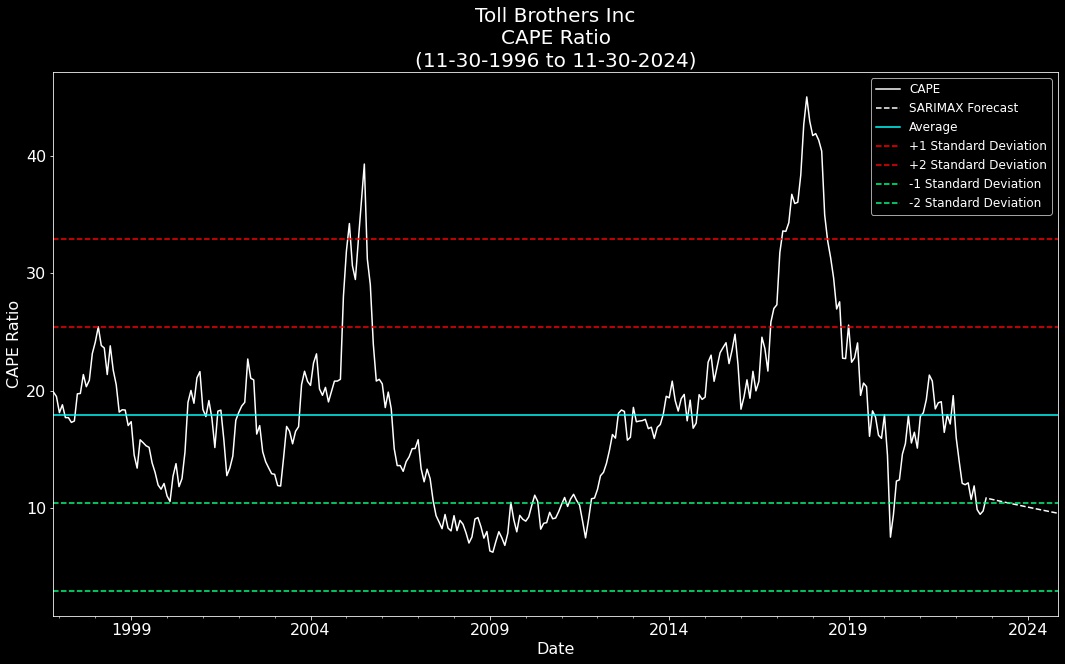 Toll Brothers Inc
CAPE Ratio
(11-30-1996 to 11-30-2024)
CAPE
SARIMAX Forecast
Average
+1 Standard Deviation
+2 Standard Deviation
-1 Standard Deviation
-2 Standard Deviation
CAPE Ratio
40
30
20
10
1999 2004 2009 2014 2019 2024
Date